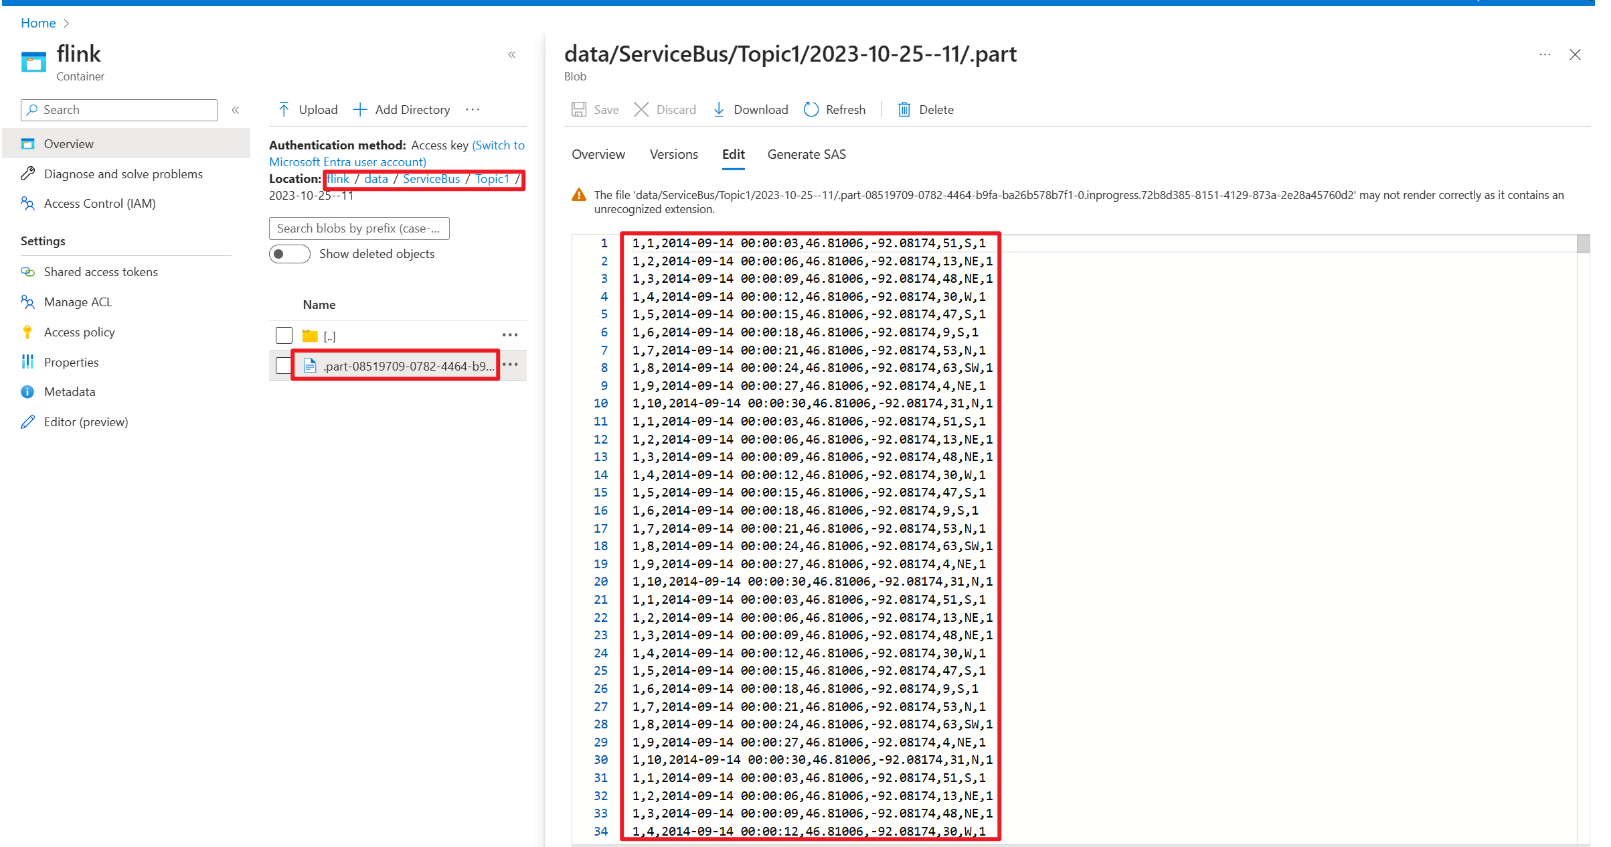 Home >
flink
Container
Search
Overview
Diagnose and solve problems
Access Control (IAM)
Settings
Shared access tokens
Manage ACL
Access policy
Properties
Metadata
Editor (preview)
Upload
Add Directory
Authentication method: Access key (Switch to
Microsoft Entra user account)
Location: flink / data / ServiceBus / Topic1 /
2023-10-25--11
Search blobs by prefix (case-...
Show deleted objects
Name
[..]
.part-08519709-0782-4464-b9...
data/ServiceBus/Topic1/2023-10-25--11/.part
Blob
Save
Discard
Download
Refresh
Delete
Overview
Versions
Edit
Generate SAS
The file 'data/ServiceBus/Topic1/2023-10-25--11/.part-08519709-0782-4464-b9fa-ba26b578b7f1-0.inprogress.72b8d385-8151-4129-873a-2e28a45760d2' may not render correctly as it contains an
unrecognized extension.
1 1,1,2014-09-14 00:00:03,46.81006,-92.08174,51,S,1
2 1,2,2014-09-14 00:00:06,46.81006,-92.08174,13,NE,1
3 1,3,2014-09-14 00:00:09,46.81006,-92.08174,48,NE,1
4 1,4,2014-09-14 00:00:12,46.81006,-92.08174,30,W,1
5 1,5,2014-09-14 00:00:15,46.81006,-92.08174,47,S,1
6 1,6,2014-09-14 00:00:18,46.81006,-92.08174,9,S,1
7 1,7,2014-09-14 00:00:21,46.81006,-92.08174,53,N,1
8 1,8,2014-09-14 00:00:24,46.81006,-92.08174,63,SW,1
9 1,9,2014-09-14 00:00:27,46.81006,-92.08174,4,NE,1
10 1,10,2014-09-14 00:00:30,46.81006,-92.08174,31,N,1
11 1,1,2014-09-14 00:00:03,46.81006,-92.08174,51,S,1
12 1,2,2014-09-14 00:00:06,46.81006,-92.08174,13,NE,1
13 1,3,2014-09-14 00:00:09,46.81006,-92.08174,48,NE,1
14 1,4,2014-09-14 00:00:12,46.81006,-92.08174,30,W,1
15 1,5,2014-09-14 00:00:15,46.81006,-92.08174,47,S,1
16 1,6,2014-09-14 00:00:18,46.81006,-92.08174,9,S,1
17 1,7,2014-09-14 00:00:21,46.81006,-92.08174,53,N,1
18 1,8,2014-09-14 00:00:24,46.81006,-92.08174,63,SW,1
19 1,9,2014-09-14 00:00:27,46.81006,-92.08174,4,NE,1
20 1,10,2014-09-14 00:00:30,46.81006,-92.08174,31,N,1
21 1,1,2014-09-14 00:00:03,46.81006,-92.08174,51,S,1
22 1,2,2014-09-14 00:00:06,46.81006,-92.08174,13,NE,1
23 1,3,2014-09-14 00:00:09,46.81006,-92.08174,48,NE,1
24 1,4,2014-09-14 00:00:12,46.81006,-92.08174,30,W,1
25 1,5,2014-09-14 00:00:15,46.81006,-92.08174,47,S,1
26 1,6,2014-09-14 00:00:18,46.81006,-92.08174,9,S,1
27 1,7,2014-09-14 00:00:21,46.81006,-92.08174,53,N,1
28 1,8,2014-09-14 00:00:24,46.81006,-92.08174,63,SW,1
29 1,9,2014-09-14 00:00:27,46.81006,-92.08174,4,NE,1
30 1,10,2014-09-14 00:00:30,46.81006,-92.08174,31,N,1
31 1,1,2014-09-14 00:00:03,46.81006,-92.08174,51,S,1
32 1,2,2014-09-14 00:00:06,46.81006,-92.08174,13,NE,1
33 1,3,2014-09-14 00:00:09,46.81006,-92.08174,48,NE,1
34 1,4,2014-09-14 00:00:12,46.81006,-92.08174,30,W,1